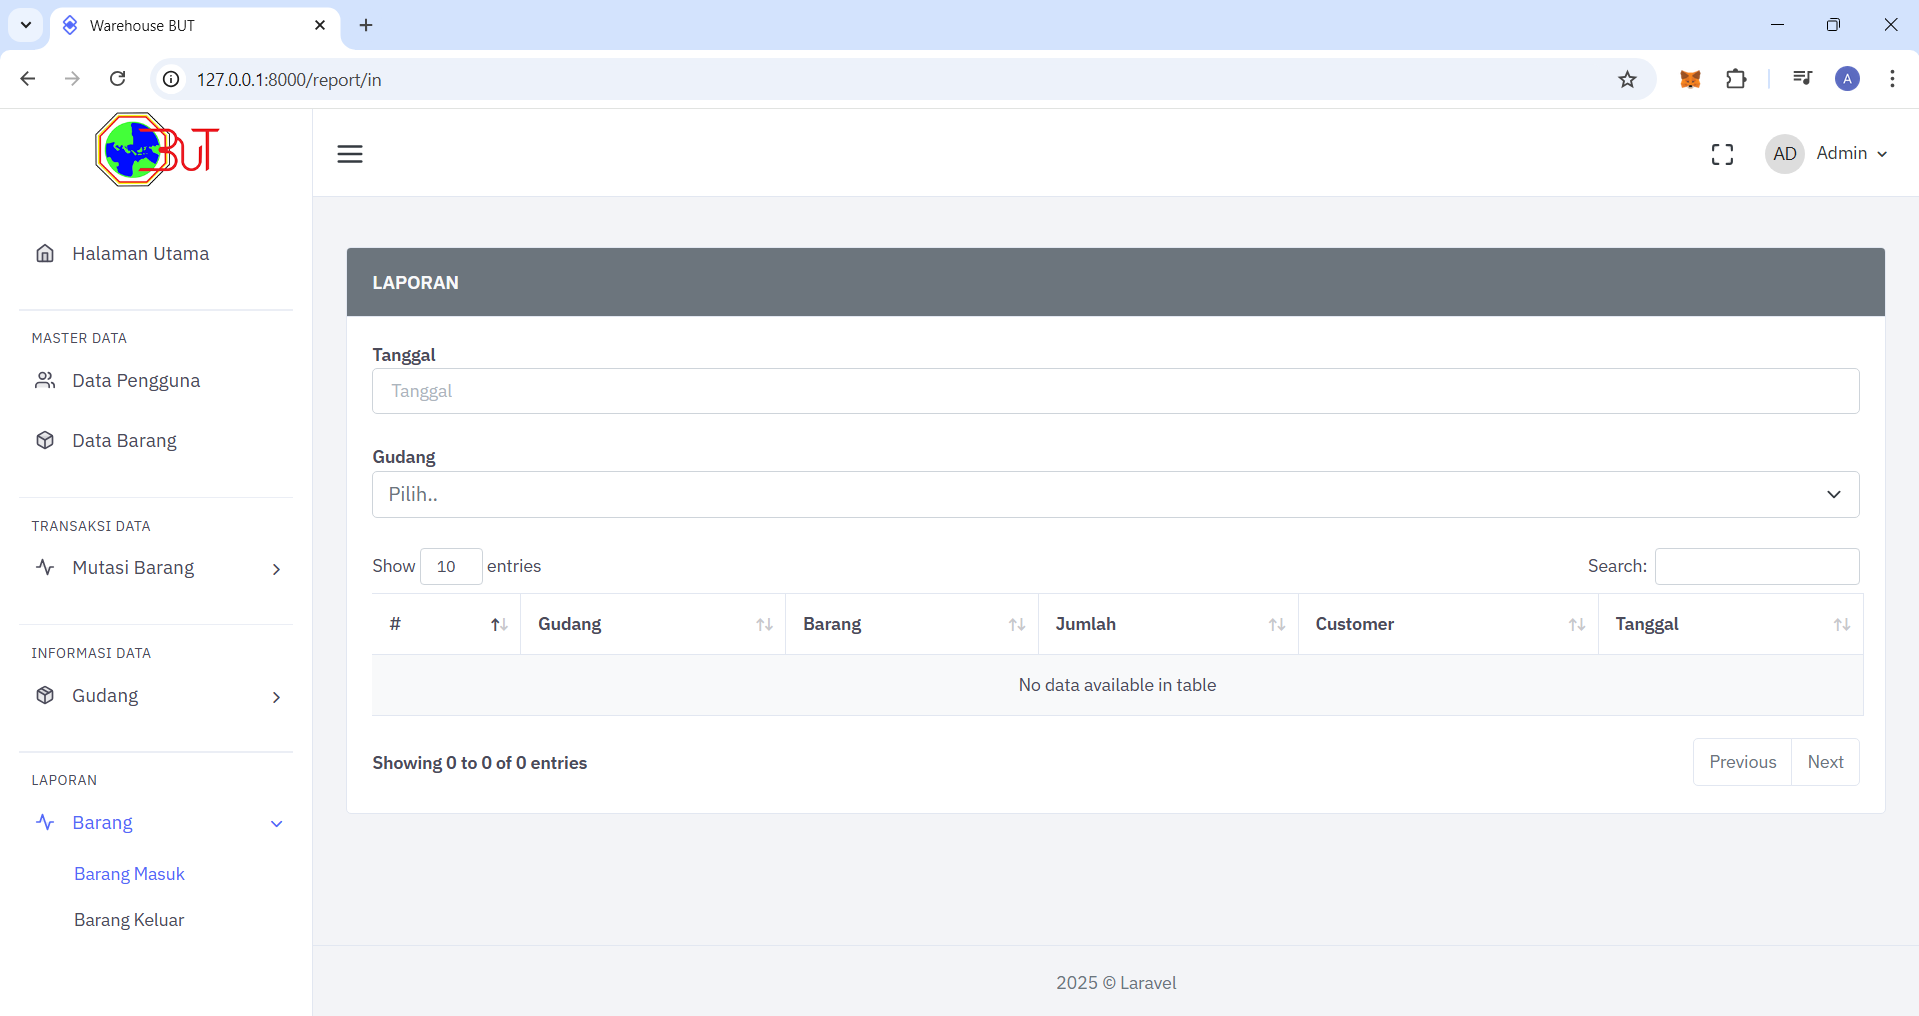 Warehouse BUT
127.0.0.1:8000/report/in
A
BUT
AD Admin
Halaman Utama
MASTER DATA
Data Pengguna
Data Barang
TRANSAKSI DATA
Mutasi Barang
INFORMASI DATA
Gudang
LAPORAN
Barang
Barang Masuk
Barang Keluar
LAPORAN
Tanggal
Tanggal
Gudang
Pilih..
Show 10 entries
Search:
# Gudang Barang Jumlah Customer Tanggal
No data available in table
Showing 0 to 0 of 0 entries
Previous Next
2025 © Laravel